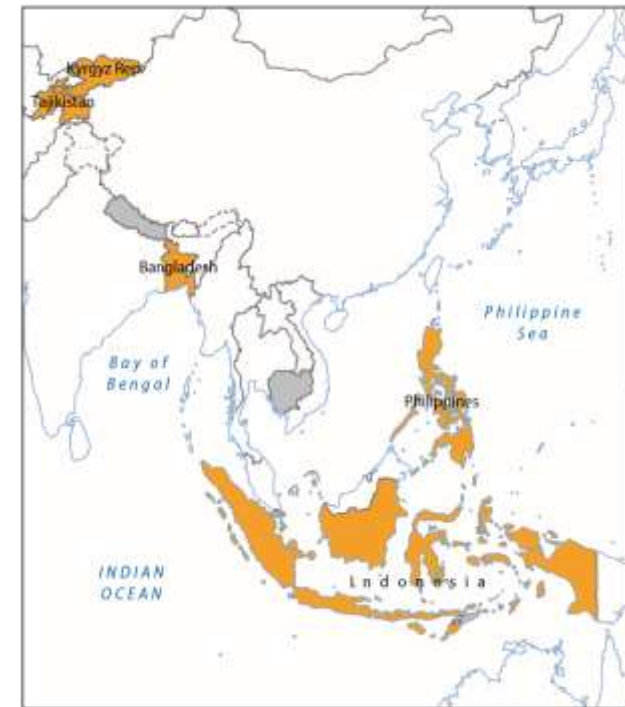 Kyrgyz Rep.
Tajikistan
Bangladesh
Philippine
Sea
Bay of
Bengal
Philippines
INDIAN
OCEAN
Indonesia